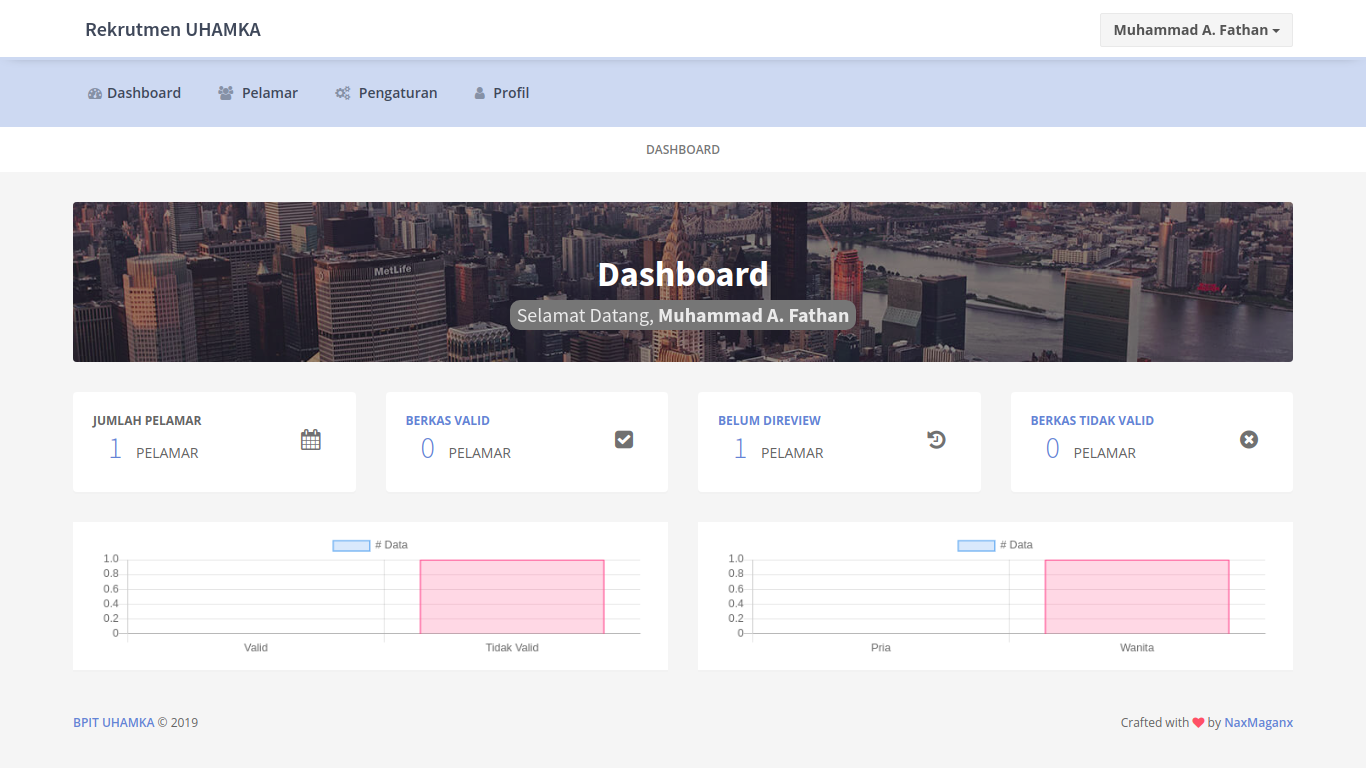 Rekrutmen UHAMKA
Muhammad A. Fathan
Dashboard
Pelamar
Pengaturan
Profil
DASHBOARD
MetLife
Dashboard
Selamat Datang, Muhammad A. Fathan
JUMLAH PELAMAR
1 PELAMAR
BERKAS VALID
0 PELAMAR
BELUM DIREVIEW
1 PELAMAR
BERKAS TIDAK VALID
0 PELAMAR
# Data
1.0
0.8
0.6
0.4
0.2
0
Valid
Tidak Valid
# Data
1.0
0.8
0.6
0.4
0.2
0
Pria
Wanita
BPIT UHAMKA © 2019
Crafted with ❤ by NaxMaganx